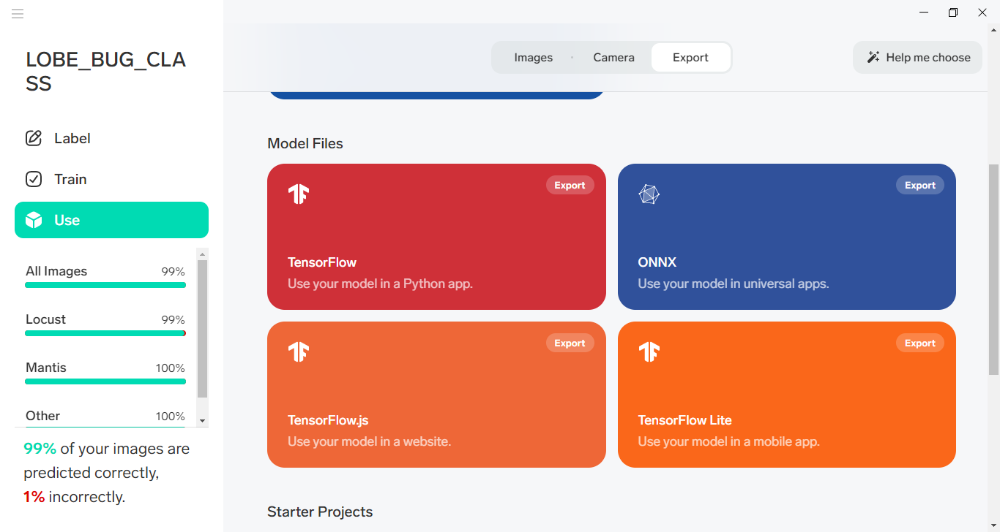 LOBE_BUG_CLA
SS
Label
Train
Use
All Images 99%
Locust 99%
Mantis 100%
Other 100%
99% of your images are
predicted correctly,
1% incorrectly.
Images · Camera Export
Help me choose
Model Files
Export
TensorFlow
Use your model in a Python app.
Export
ONNX
Use your model in universal apps.
Export
TensorFlow.js
Use your model in a website.
Export
TensorFlow Lite
Use your model in a mobile app.
Starter Projects